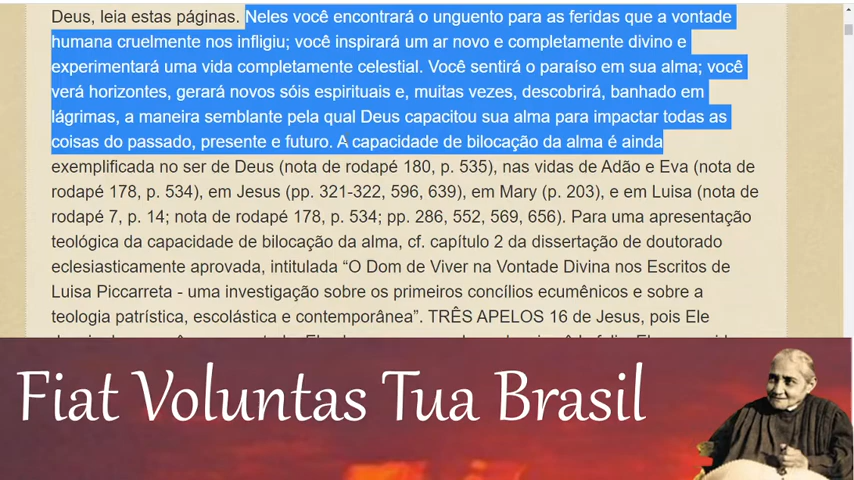 Deus, leia estas páginas. Neles você encontrará o unguento para as feridas que a vontade
humana cruelmente nos infligiu; você inspirará um ar novo e completamente divino e
experimentará uma vida completamente celestial. Você sentirá o paraíso em sua alma; você
verá horizontes, gerará novos sóis espirituais e, muitas vezes, descobrirá, banhado em
lágrimas, a maneira semblante pela qual Deus capacitou sua alma para impactar todas as
coisas do passado, presente e futuro. A capacidade de bilocação da alma é ainda
exemplificada no ser de Deus (nota de rodapé 180, p. 535), nas vidas de Adão e Eva (nota de
rodapé 178, p. 534), em Jesus (pp. 321-322, 596, 639), em Mary (p. 203), e em Luisa (nota de
rodapé 7, p. 14; nota de rodapé 178, p. 534; pp. 286, 552, 569, 656). Para uma apresentação
teológica da capacidade de bilocação da alma, cf. capítulo 2 da dissertação de doutorado
eclesiasticamente aprovada, intitulada “O Dom de Viver na Vontade Divina nos Escritos de
Luisa Piccarreta - uma investigação sobre os primeiros concílios ecumênicos e sobre a
teologia patrística, escolástica e contemporânea”. TRÊS APELOS 16 de Jesus, pois Ele
Fiat Voluntas Tua Brasil